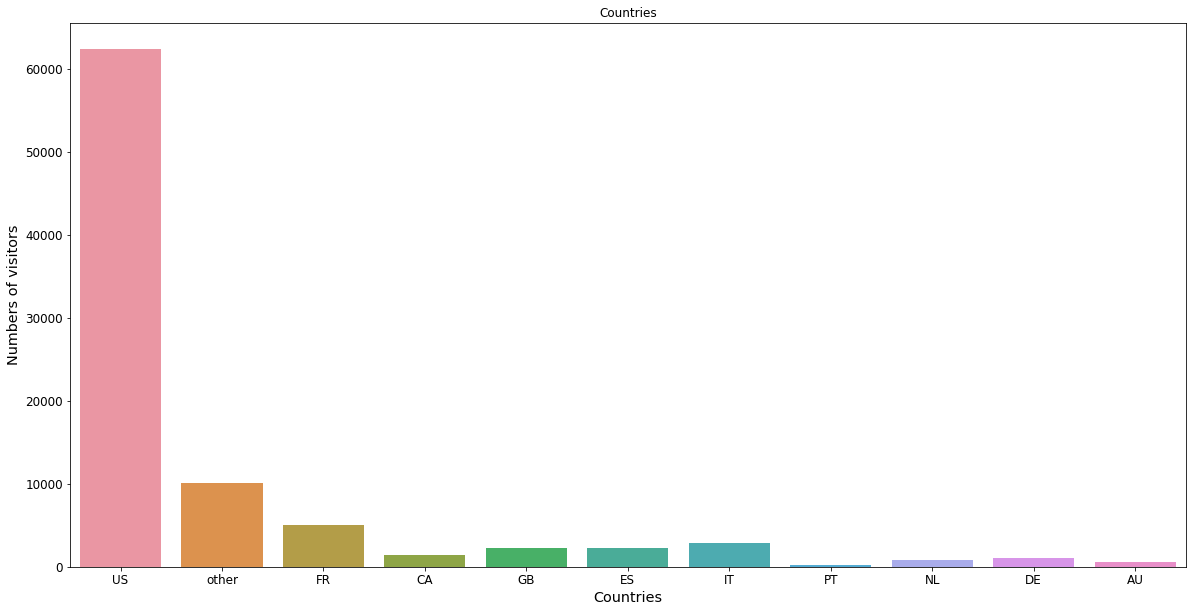 Countries
Numbers of visitors
60000
50000
40000
30000
20000
10000
0
US other FR CA GB ES IT PT NL DE AU
Countries